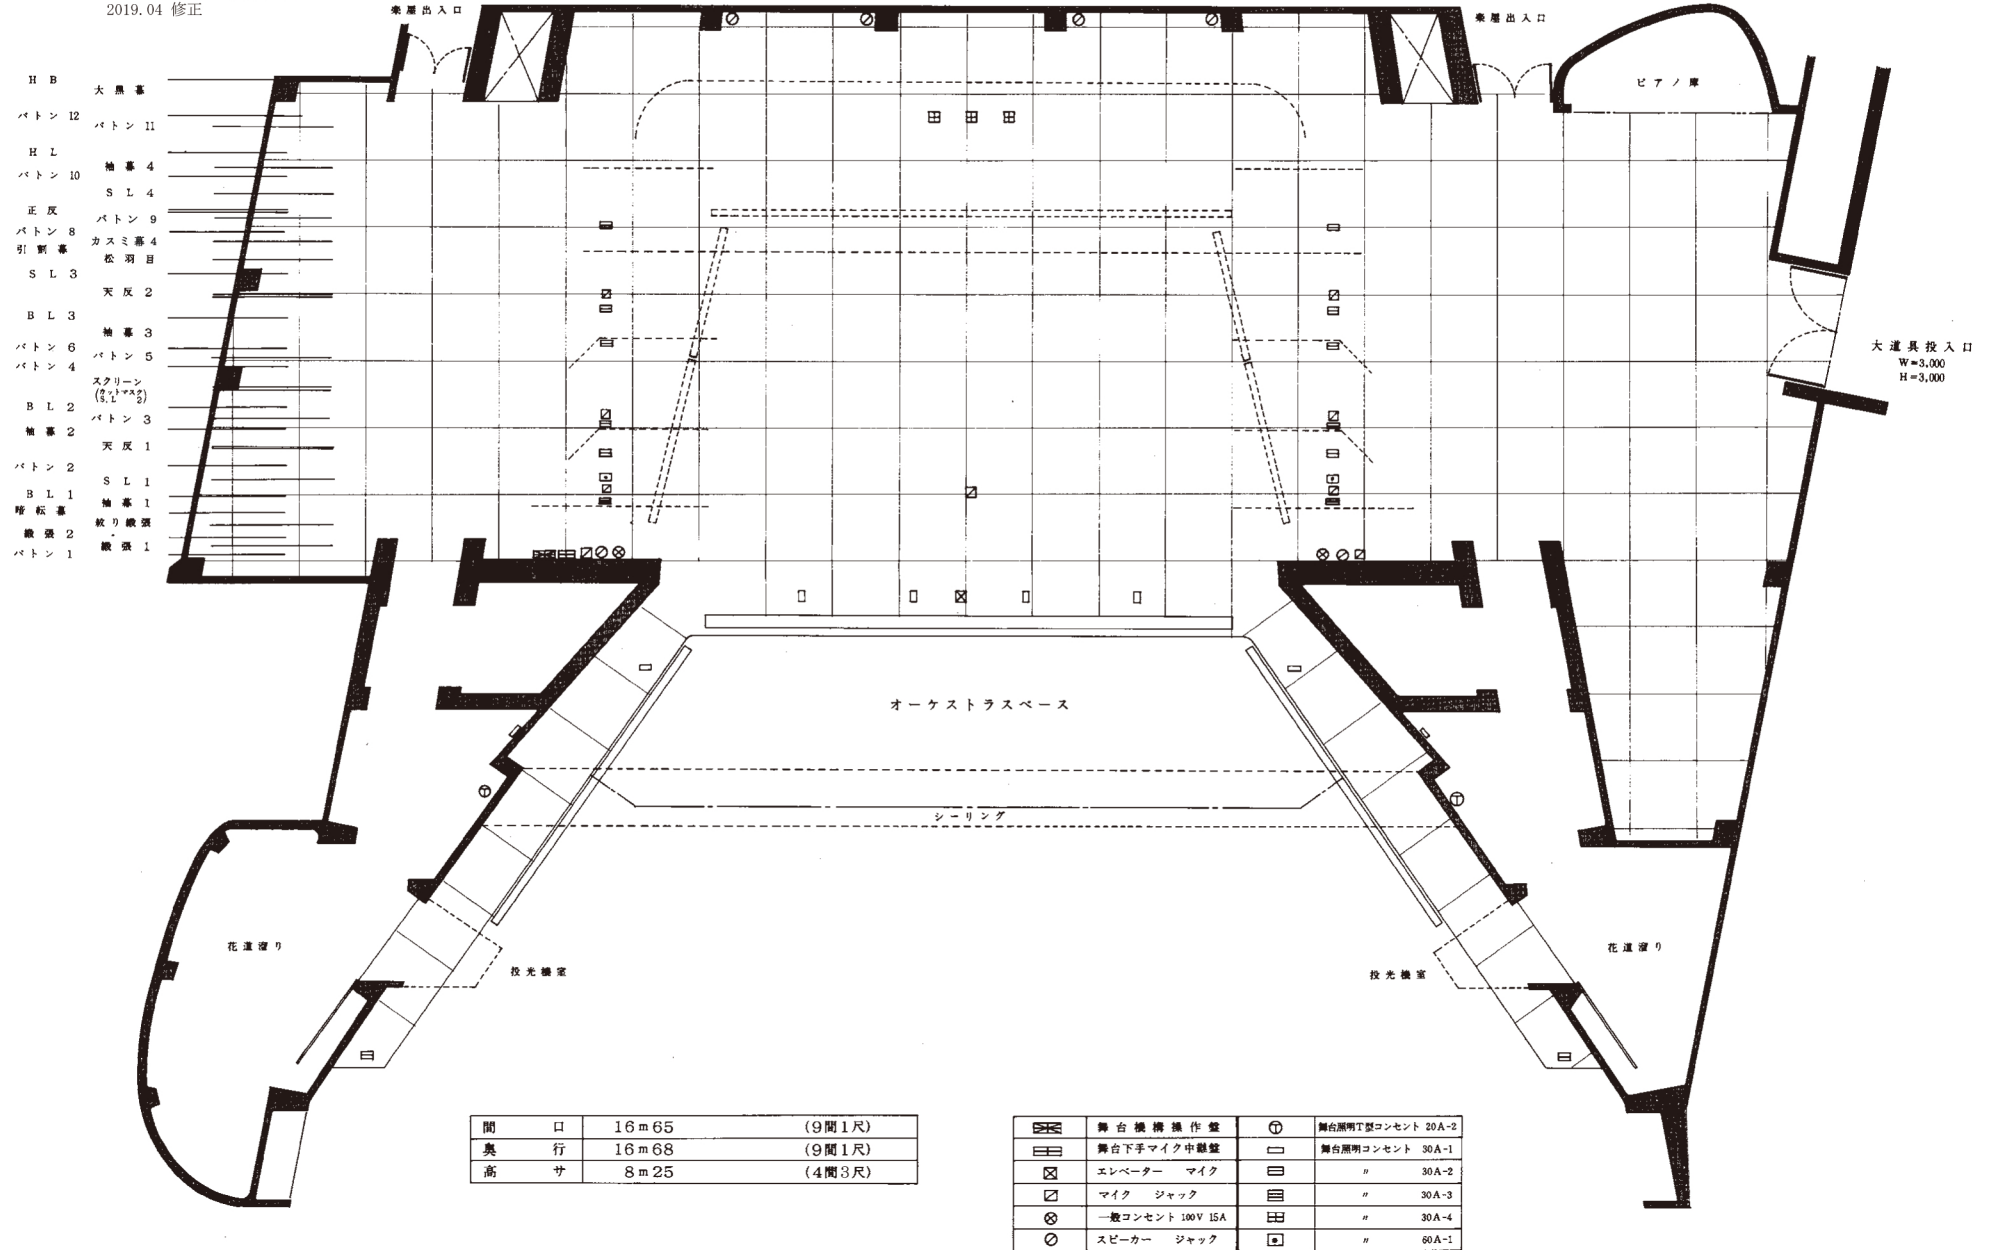 2019.04 修正
楽屋出入口
楽屋出入口
ピアノ庫
H B
大黒幕
バトン 12
バトン 11
H L
袖幕 4
バトン 10
S L 4
正反
バトン 9
バトン 8
カスミ幕 4
引割幕
松羽目
S L 3
天反 2
B L 3
袖幕 3
バトン 6
バトン 5
バトン 4
スクリーン
(カットマスク)
(S.L 2)
B L 2
バトン 3
袖幕 2
天反 1
バトン 2
S L 1
B L 1
袖幕 1
暗転幕
絞り緞張
緞張 2
緞張 1
バトン 1
大道具投入口
W=3,000
H=3,000
オーケストラスペース
シーリング
花道溜り
投光機室
投光機室
花道溜り
間口 16m65 (9間1尺)
奥行 16m68 (9間1尺)
高サ 8m25 (4間3尺)
舞台機構操作盤 舞台照明T型コンセント 20A-2
舞台下手マイク中継盤 舞台照明コンセント 30A-1
エレベーター マイク 〃 30A-2
マイク ジャック 〃 30A-3
一般コンセント 100V 15A 〃 30A-4
スピーカー ジャック 〃 60A-1